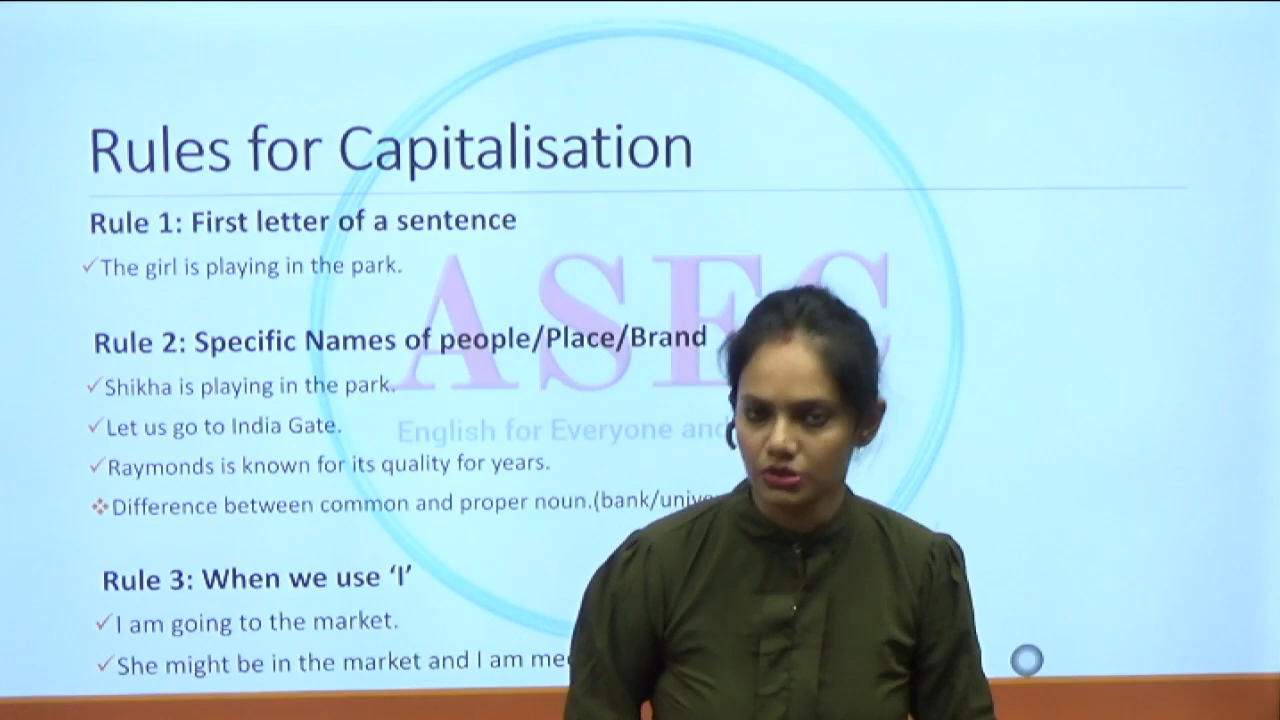 Rules for Capitalisation
Rule 1: First letter of a sentence
✓The girl is playing in the park.
ASEC
Rule 2: Specific Names of people/Place/Brand
✓Shikha is playing in the park.
✓Let us go to India Gate.
English for Everyone and
✓Raymonds is known for its quality for years.
❖Difference between common and proper noun.(bank/
Rule 3: When we use ‘I’
✓I am going to the market.
✓She might be in the market and I am